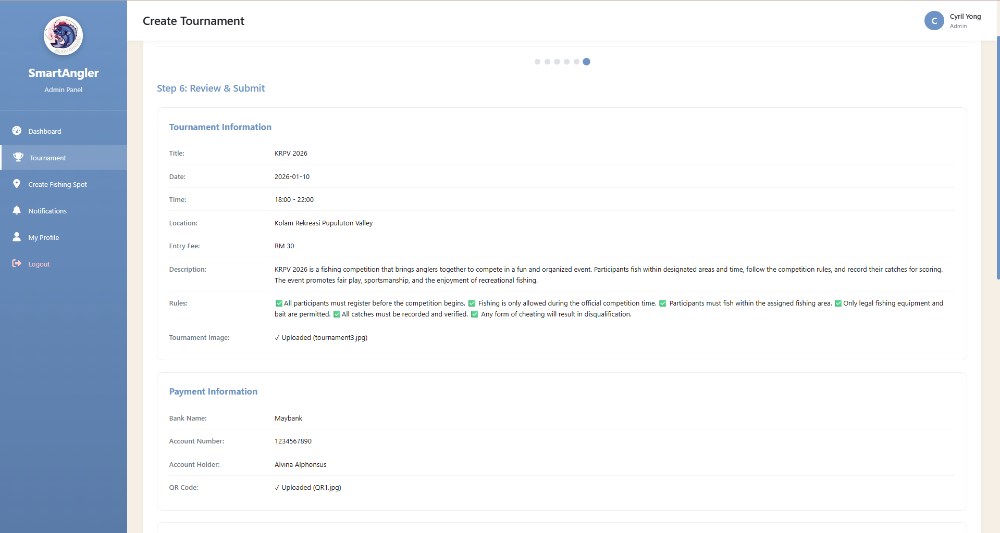 SmartAngler
Admin Panel
Dashboard
Tournament
Create Fishing Spot
Notifications
My Profile
Logout
Create Tournament
C
Cyril Yong
Admin
Step 6: Review & Submit
Tournament Information
Title: KRPV 2026
Date: 2026-01-10
Time: 18:00 - 22:00
Location: Kolam Rekreasi Pupuluton Valley
Entry Fee: RM 30
Description: KRPV 2026 is a fishing competition that brings anglers together to compete in a fun and organized event. Participants fish within designated areas and time, follow the competition rules, and record their catches for scoring.
The event promotes fair play, sportsmanship, and the enjoyment of recreational fishing.
Rules: ✅All participants must register before the competition begins. ✅ Fishing is only allowed during the official competition time. ✅ Participants must fish within the assigned fishing area. ✅Only legal fishing equipment and
bait are permitted. ✅All catches must be recorded and verified. ✅ Any form of cheating will result in disqualification.
Tournament Image: ✓ Uploaded (tournament3.jpg)
Payment Information
Bank Name: Maybank
Account Number: 1234567890
Account Holder: Alvina Alphonsus
QR Code: ✓ Uploaded (QR1.jpg)